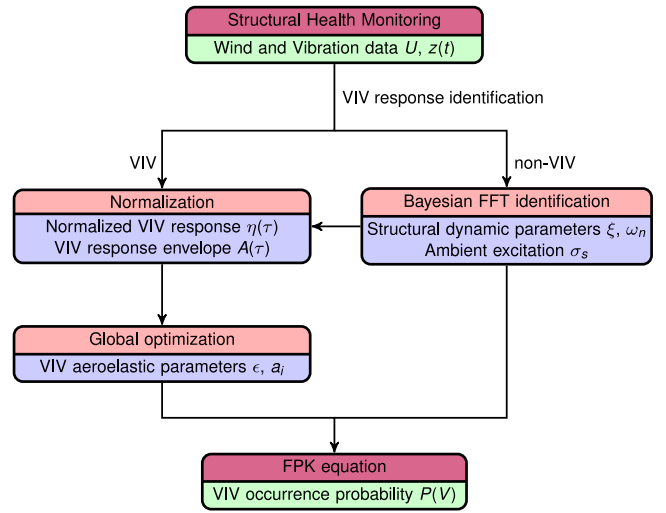 Structural Health Monitoring
Wind and Vibration data U, z(t)
VIV response identification
VIV
non-VIV
Normalization
Normalized VIV response η(τ)
VIV response envelope A(τ)
Bayesian FFT identification
Structural dynamic parameters ξ, ωₙ
Ambient excitation σₛ
Global optimization
VIV aeroelastic parameters ϵ, aᵢ
FPK equation
VIV occurrence probability P(V)